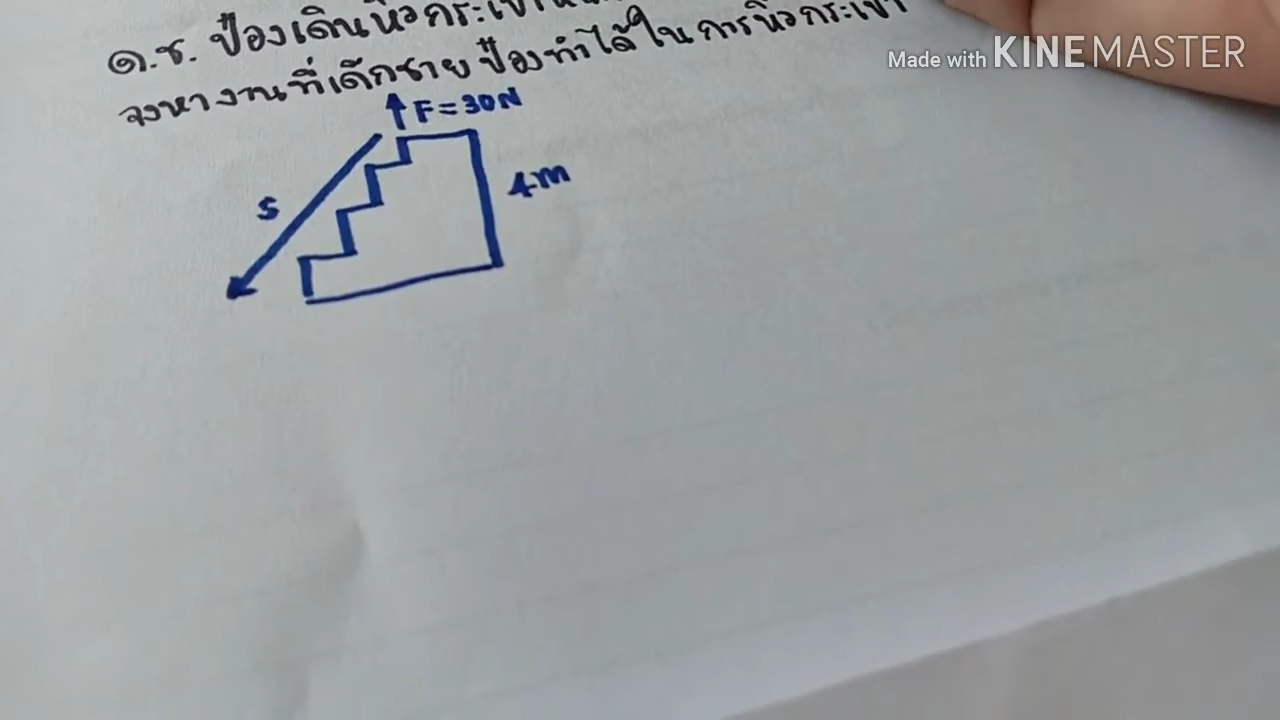 ด.ช. ป๋องเดินหิ้วกระเป๋า
จงหางานที่เด็กชายป๋องทำได้ในการหิ้วกระเป๋า
Made with KINEMASTER
F = 30N
4m
S